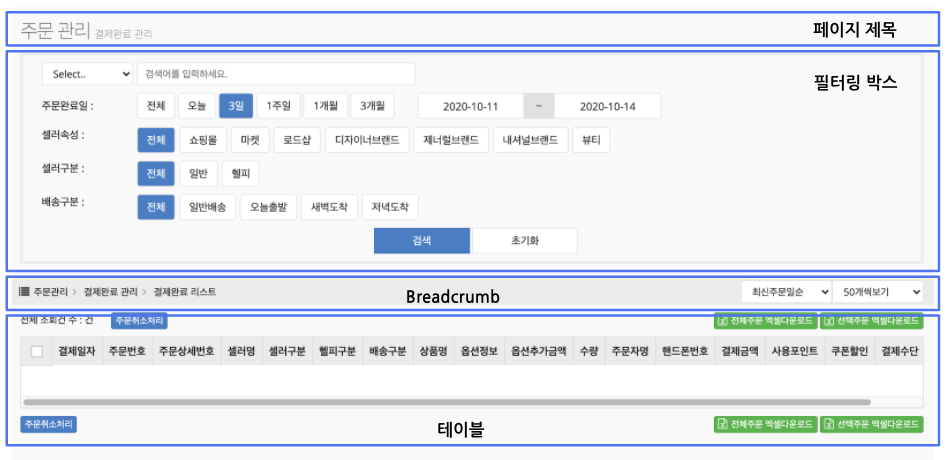 주문 관리 결제완료 관리 페이지 제목
Select.. 검색어를 입력하세요. 필터링 박스
주문완료일 : 전체 오늘 3일 1주일 1개월 3개월 2020-10-11 ~ 2020-10-14
셀러속성 : 전체 쇼핑몰 마켓 로드샵 디자이너브랜드 제너럴브랜드 내셔널브랜드 뷰티
셀러구분 : 전체 일반 헬피
배송구분 : 전체 일반배송 오늘출발 새벽도착 저녁도착
검색 초기화
주문관리 > 결제완료 관리 > 결제완료 리스트 Breadcrumb 최신주문일순 50개씩보기
전체 조회건 수 : 건 주문취소처리 전체주문 엑셀다운로드 선택주문 엑셀다운로드
결제일자 주문번호 주문상세번호 셀러명 셀러구분 헬피구분 배송구분 상품명 옵션정보 옵션추가금액 수량 주문자명 핸드폰번호 결제금액 사용포인트 쿠폰할인 결제수단
주문취소처리 테이블 전체주문 엑셀다운로드 선택주문 엑셀다운로드